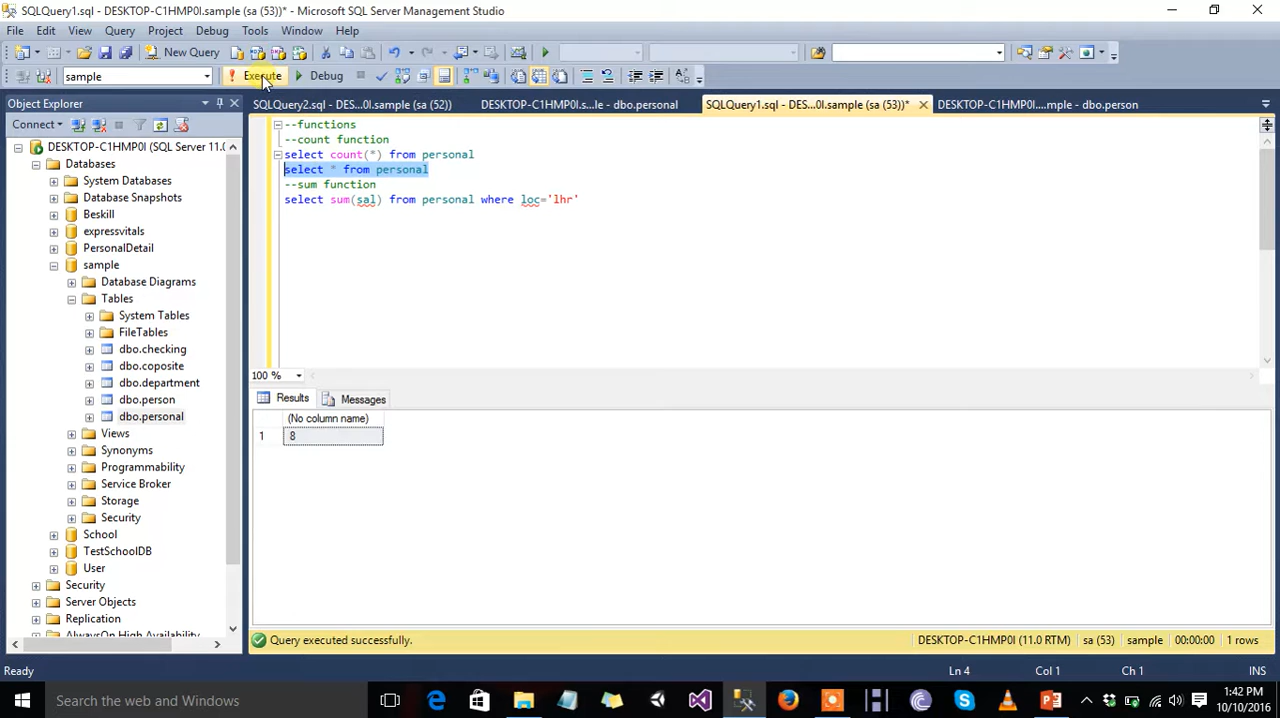 SQLQuery1.sql - DESKTOP-C1HMP0I.sample (sa (53))* - Microsoft SQL Server Management Studio
File Edit View Query Project Debug Tools Window Help
New Query
sample Execute Debug
Object Explorer
SQLQuery2.sql - DES...0I.sample (sa (52)) DESKTOP-C1HMP0I.s...le - dbo.personal SQLQuery1.sql - DES...0I.sample (sa (53))* DESKTOP-C1HMP0I....mple - dbo.person
Connect
DESKTOP-C1HMP0I (SQL Server 11.0
Databases
System Databases
Database Snapshots
Beskill
expressvitals
PersonalDetail
sample
Database Diagrams
Tables
System Tables
FileTables
dbo.checking
dbo.coposite
dbo.department
dbo.person
dbo.personal
Views
Synonyms
Programmability
Service Broker
Storage
Security
School
TestSchoolDB
User
Security
Server Objects
Replication
AlwaysOn High Availability
--functions
--count function
select count(*) from personal
select * from personal
--sum function
select sum(sal) from personal where loc='lhr'
100 %
Results Messages
(No column name)
1 8
Query executed successfully. DESKTOP-C1HMP0I (11.0 RTM) sa (53) sample 00:00:00 1 rows
Ready Ln 4 Col 1 Ch 1 INS
Search the web and Windows
1:42 PM
10/10/2016